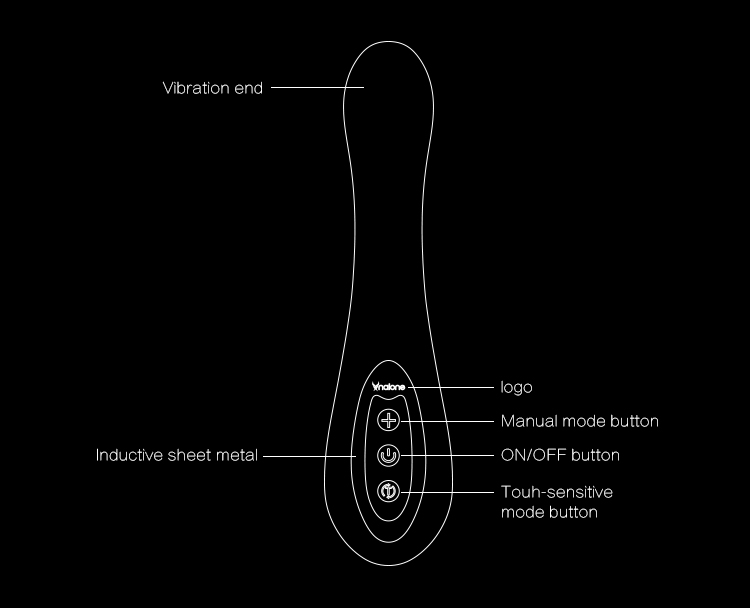 Vibration end
nalone
logo
Manual mode button
Inductive sheet metal
ON/OFF button
Touh-sensitive
mode button